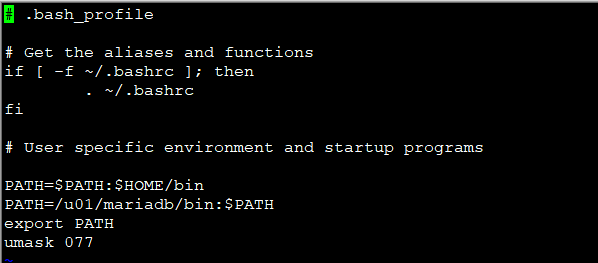 # .bash_profile

# Get the aliases and functions
if [ -f ~/.bashrc ]; then
        . ~/.bashrc
fi

# User specific environment and startup programs

PATH=$PATH:$HOME/bin
PATH=/u01/mariadb/bin:$PATH
export PATH
umask 077
~